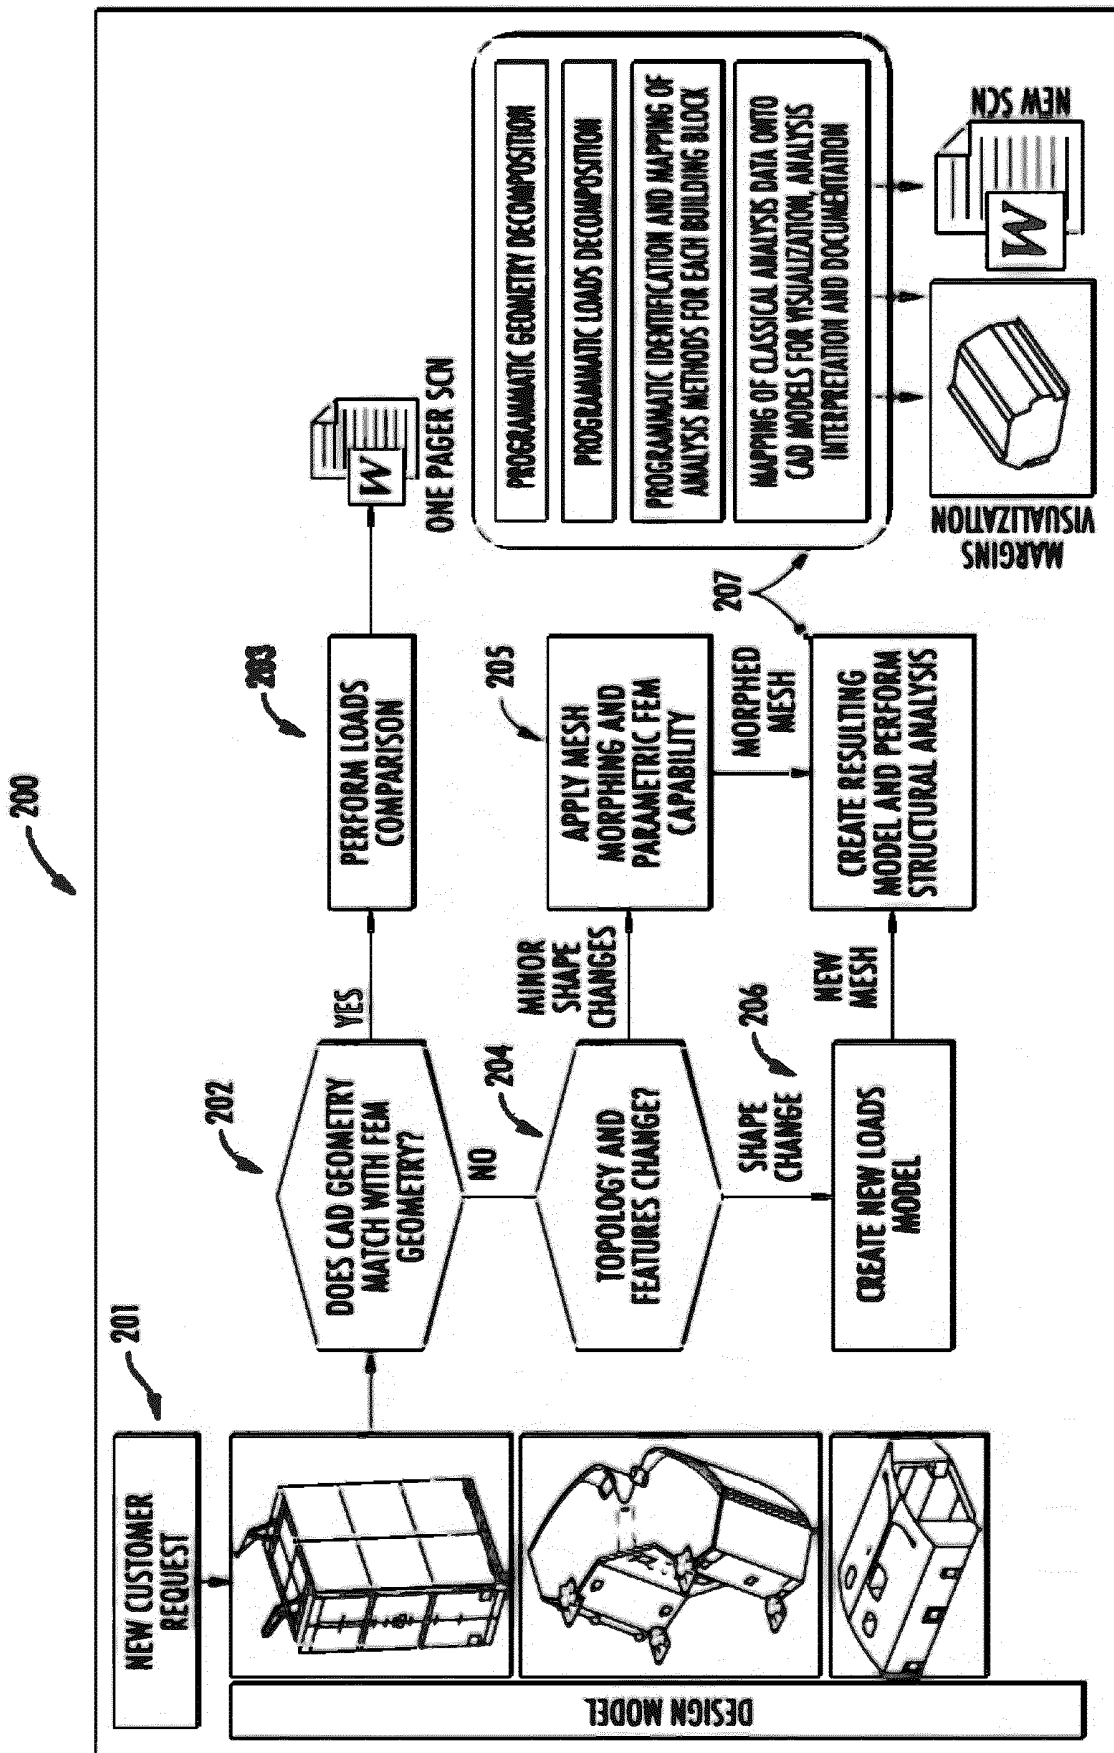 200
NEW CUSTOMER
REQUEST
201
DESIGN MODEL
202
DOES CAD GEOMETRY
MATCH WITH FEM
GEOMETRY?
YES
203
PERFORM LOADS
COMPARISON
W
ONE PAGER SCN
NO
204
TOPOLOGY AND
FEATURES CHANGE?
MINOR
SHAPE
CHANGES
205
APPLY MESH
MORPHING AND
PARAMETRIC FEM
CAPABILITY
MORPHED
MESH
SHAPE
CHANGE
206
CREATE NEW LOADS
MODEL
NEW
MESH
CREATE RESULTING
MODEL AND PERFORM
STRUCTURAL ANALYSIS
207
PROGRAMMATIC GEOMETRY DECOMPOSITION
PROGRAMMATIC LOADS DECOMPOSITION
PROGRAMMATIC IDENTIFICATION AND MAPPING OF
ANALYSIS METHODS FOR EACH BUILDING BLOCK
MAPPING OF CLASSICAL ANALYSIS DATA ONTO
CAD MODELS FOR VISUALIZATION, ANALYSIS
INTERPRETATION AND DOCUMENTATION
MARGINS
VISUALIZATION
W
NEW SCN